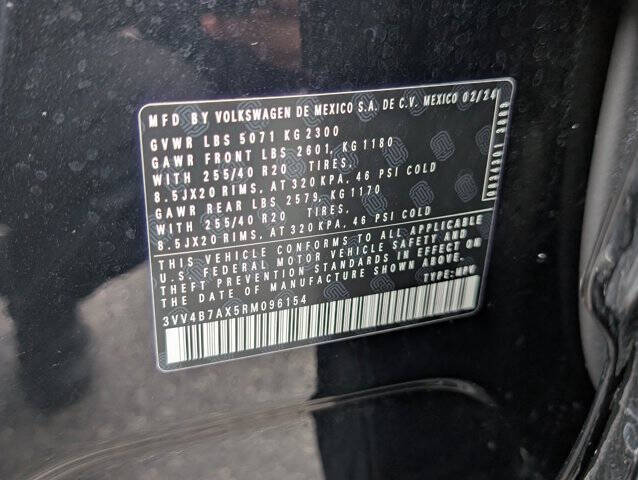 MFD BY VOLKSWAGEN DE MEXICO S.A. DE C.V. MEXICO 02/24
GVWR LBS 5071 KG 2300
GAWR FRONT LBS 2601, KG 1180
WITH 255/40 R20 TIRES,
8.5JX20 RIMS, AT 320 KPA, 46 PSI COLD
GAWR REAR LBS 2579, KG 1170
WITH 255/40 R20 TIRES,
8.5JX20 RIMS, AT 320 KPA, 46 PSI COLD
THIS VEHICLE CONFORMS TO ALL APPLICABLE
U.S. FEDERAL MOTOR VEHICLE SAFETY AND
THEFT PREVENTION STANDARDS IN EFFECT ON
THE DATE OF MANUFACTURE SHOWN ABOVE.
TYPE: MPV
3VV4B7AX5RM096154